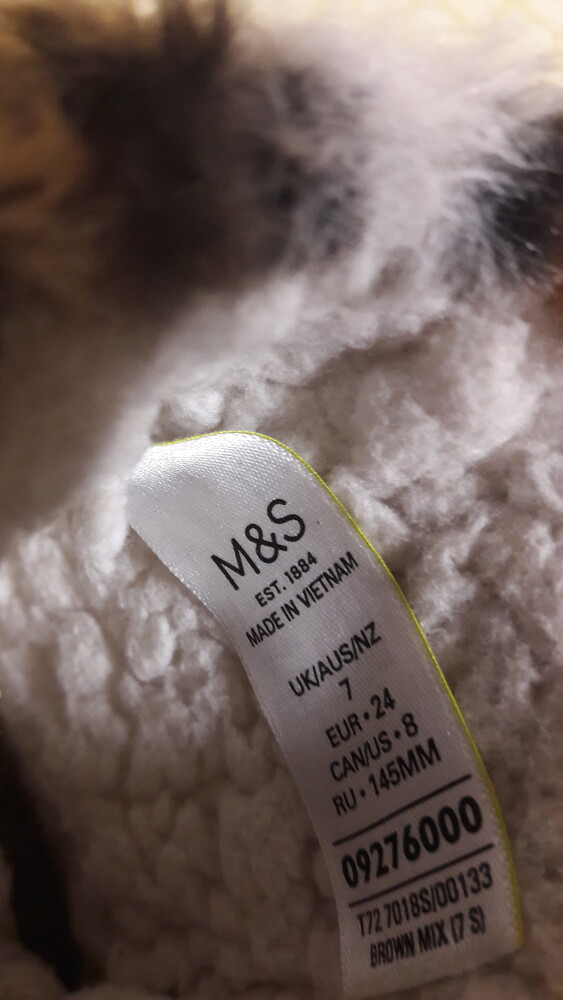 M&S
EST. 1884
MADE IN VIETNAM
UK/AUS/NZ
7
EUR • 24
CAN/US • 8
RU • 145MM
09276000
T72 7018S/00133
BROWN MIX (7 S)